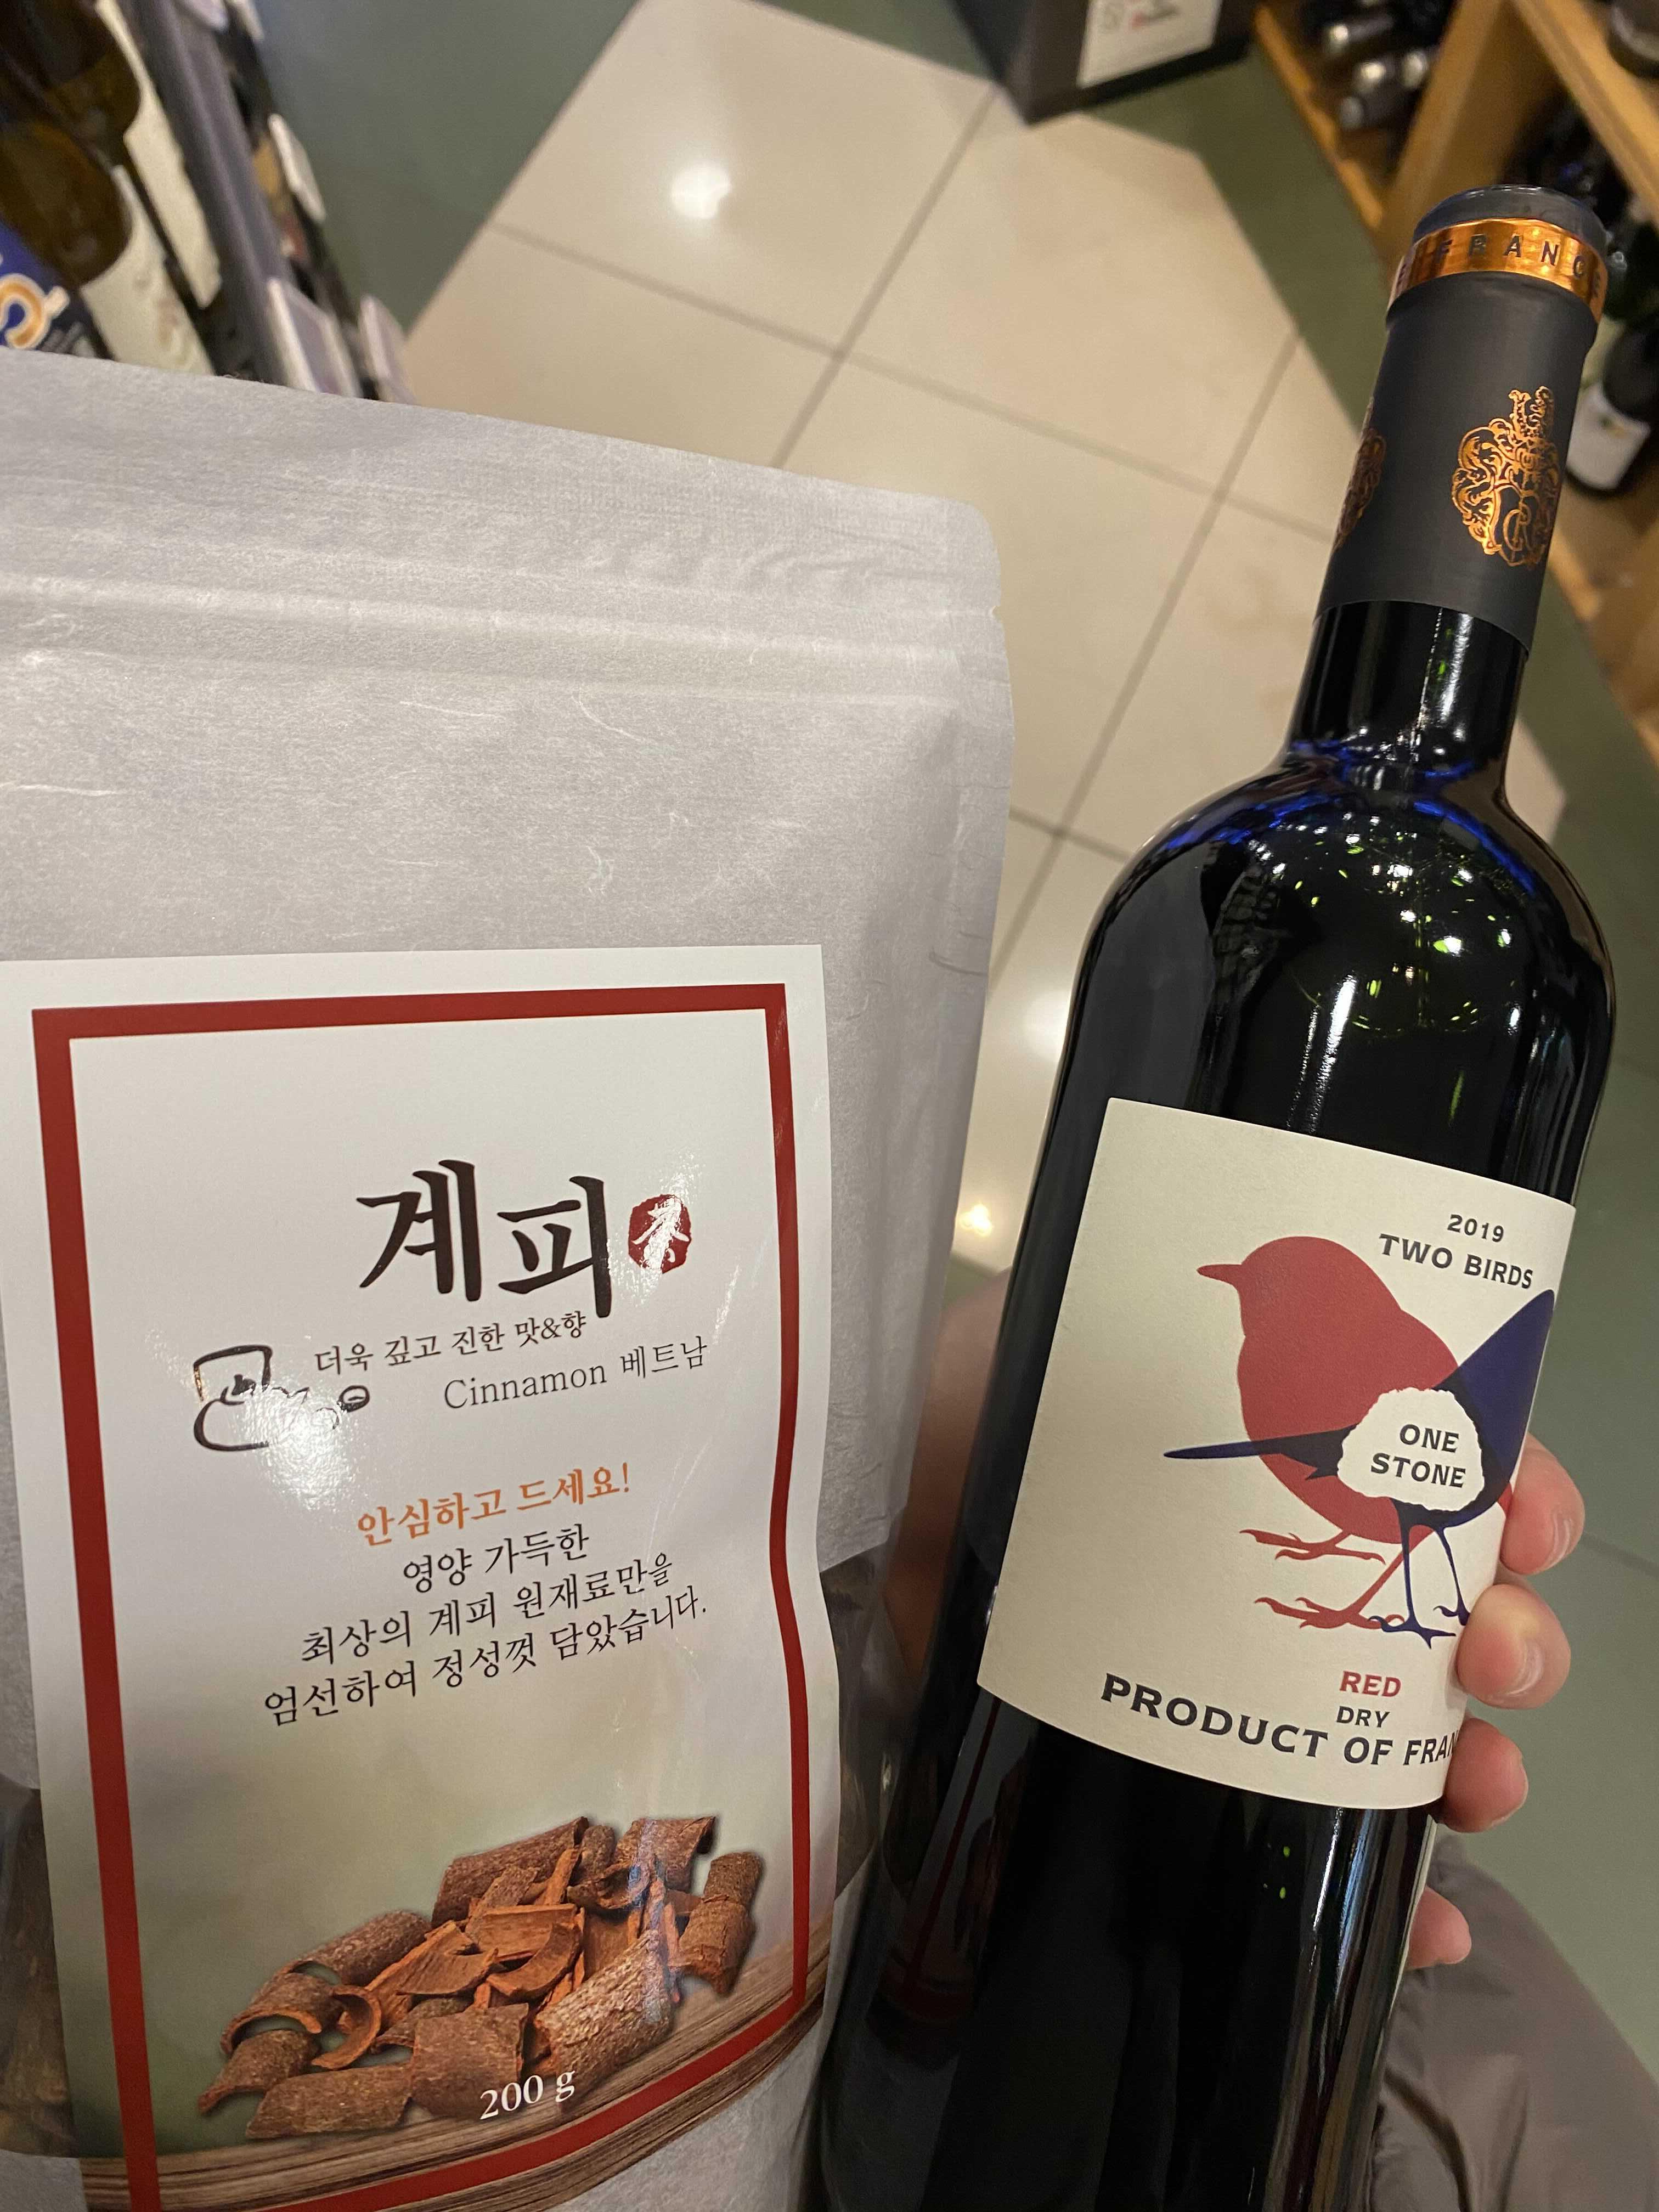 계피
더욱 깊고 진한 맛&향
Cinnamon 베트남
안심하고 드세요!
영양 가득한
최상의 계피 원재료만을
엄선하여 정성껏 담았습니다.
200 g
FRANCE
2019
TWO BIRDS
ONE
STONE
RED
DRY
PRODUCT OF FRAN